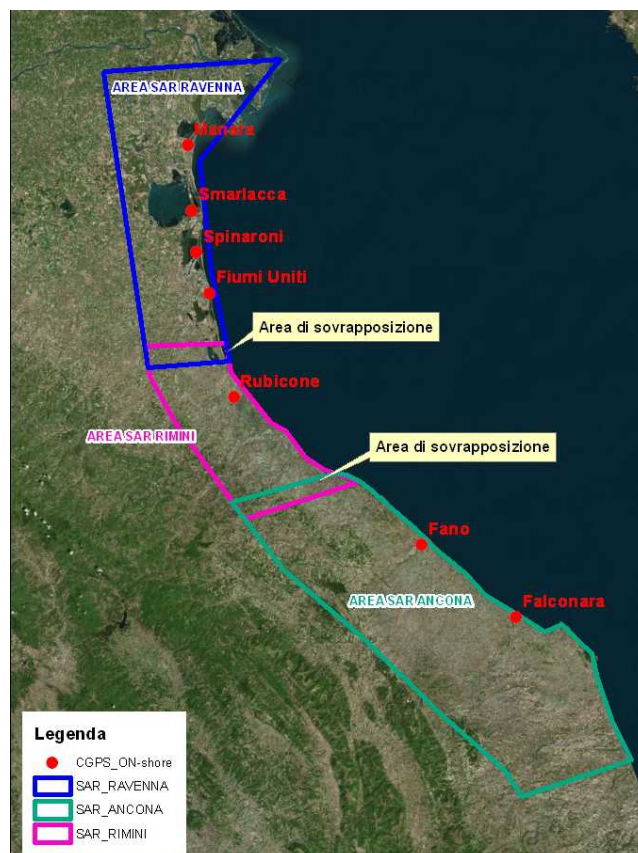 AREA SAR RAVENNA
Manara
Smarlacca
Spinaroni
Fiumi Uniti
Area di sovrapposizione
Rubicone
AREA SAR RIMINI
Area di sovrapposizione
Fano
AREA SAR ANCONA
Falconara
Legenda
CGPS_ON-shore
SAR_RAVENNA
SAR_ANCONA
SAR_RIMINI